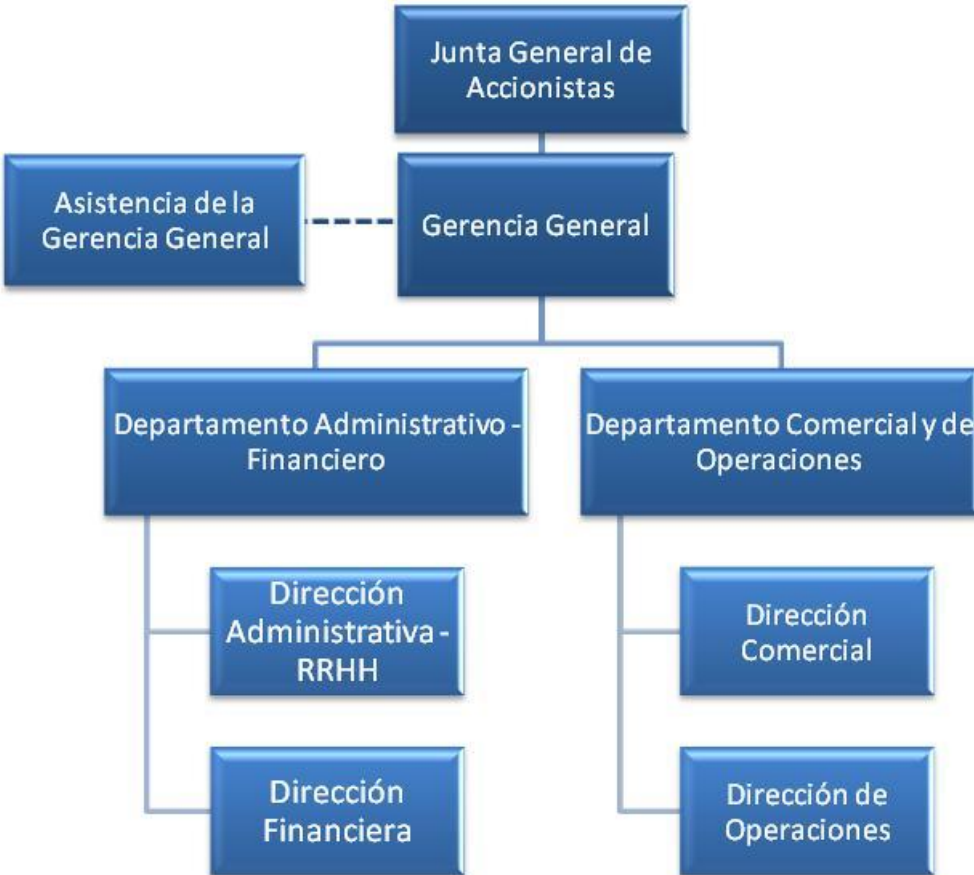 Junta General de
Accionistas
Asistencia de la
Gerencia General
Gerencia General
Departamento Administrativo -
Financiero
Departamento Comercial y de
Operaciones
Dirección
Administrativa -
RRHH
Dirección
Comercial
Dirección
Financiera
Dirección de
Operaciones